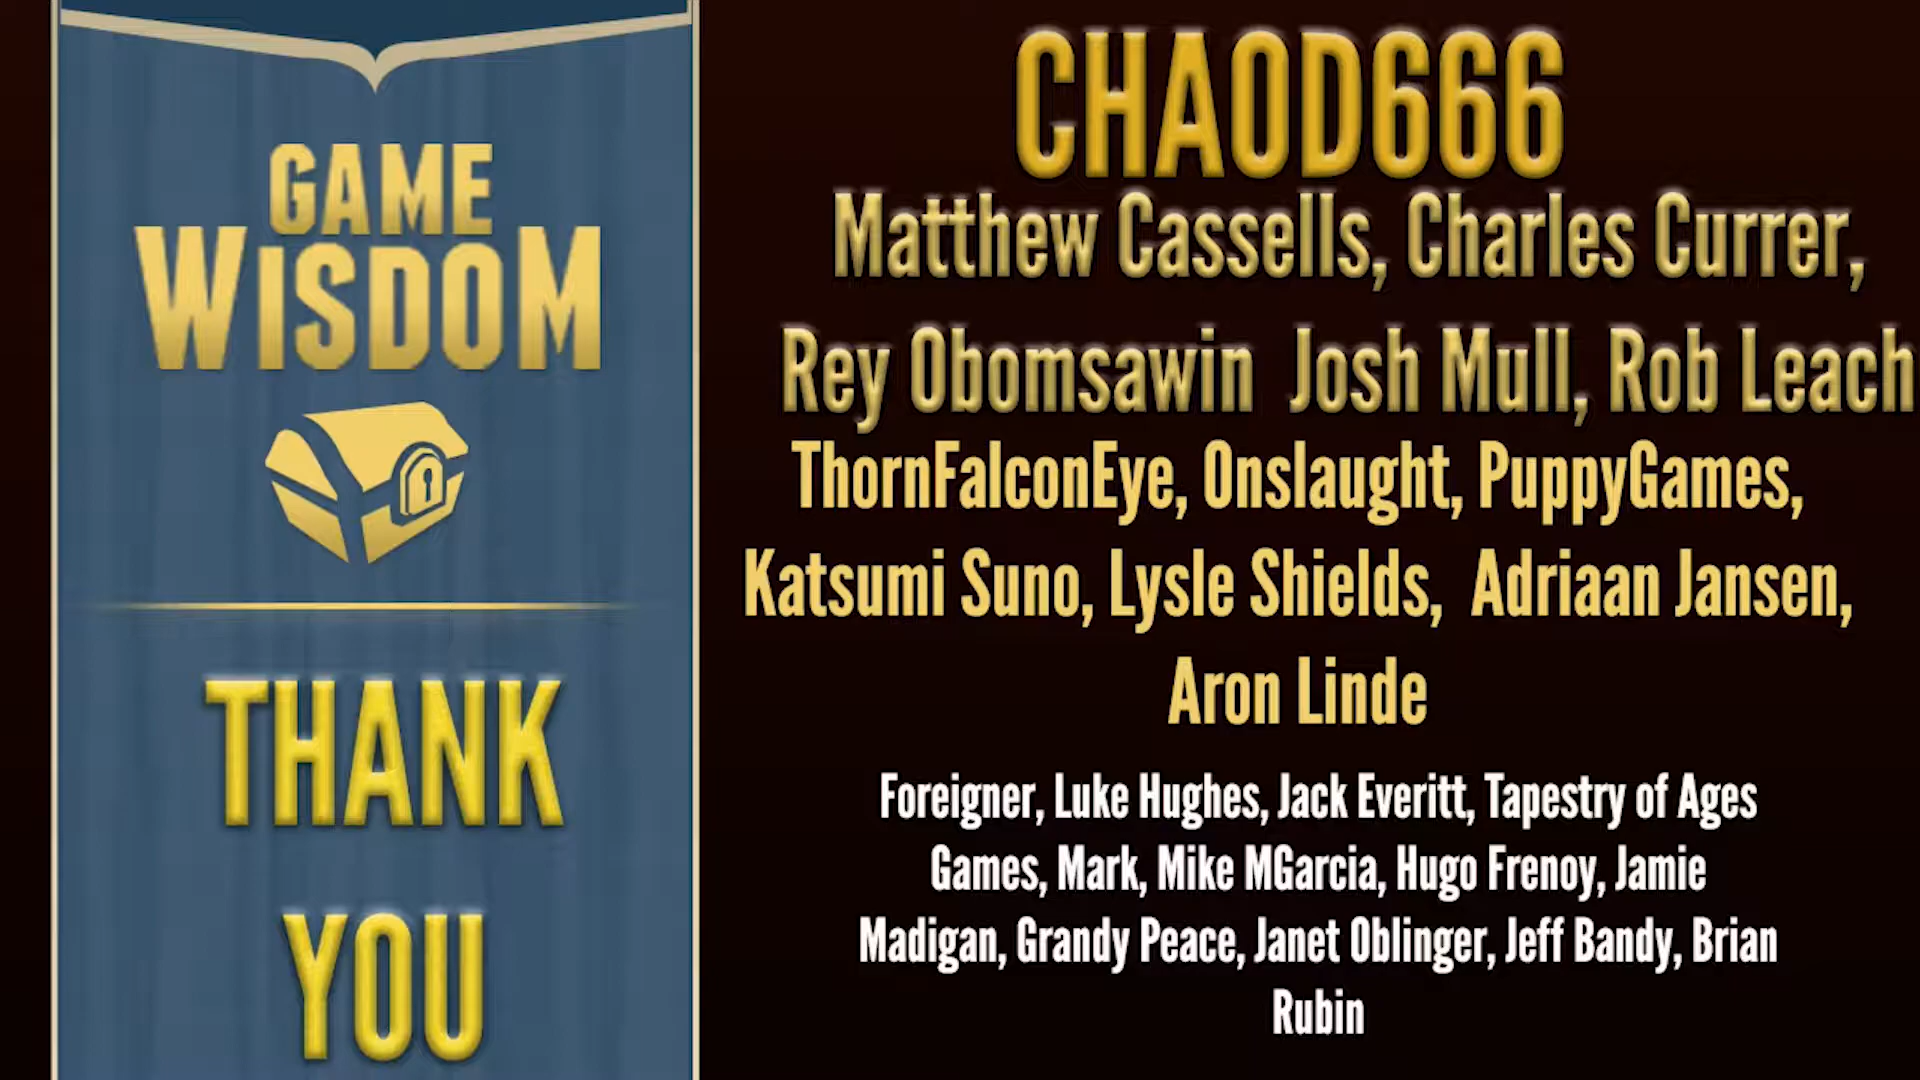 GAME
WISDOM
THANK
YOU
CHAOD666
Matthew Cassells, Charles Currer,
Rey Obomsawin Josh Mull, Rob Leach
ThornFalconEye, Onslaught, PuppyGames,
Katsumi Suno, Lysle Shields, Adriaan Jansen,
Aron Linde
Foreigner, Luke Hughes, Jack Everitt, Tapestry of Ages
Games, Mark, Mike MGarcia, Hugo Frenoy, Jamie
Madigan, Grandy Peace, Janet Oblinger, Jeff Bandy, Brian
Rubin